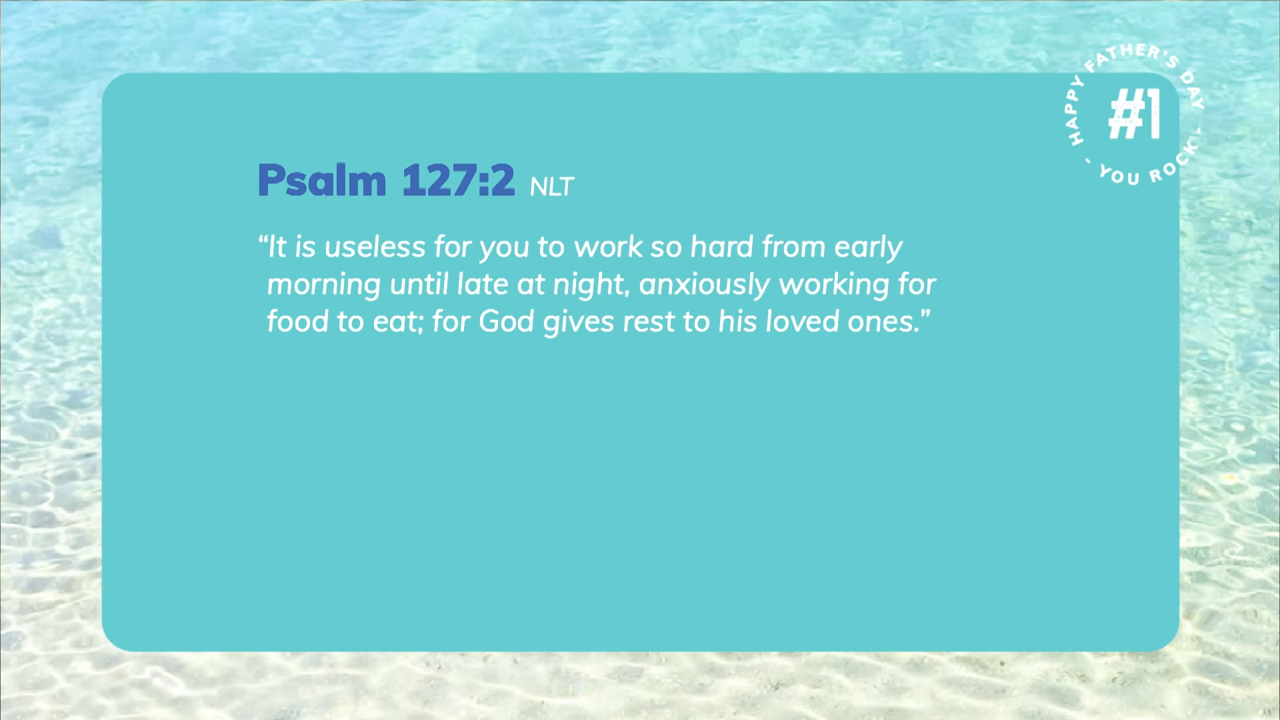 HAPPY FATHER'S DAY
#1
- YOU ROCK -
Psalm 127:2 NLT
“It is useless for you to work so hard from early
morning until late at night, anxiously working for
food to eat; for God gives rest to his loved ones.”